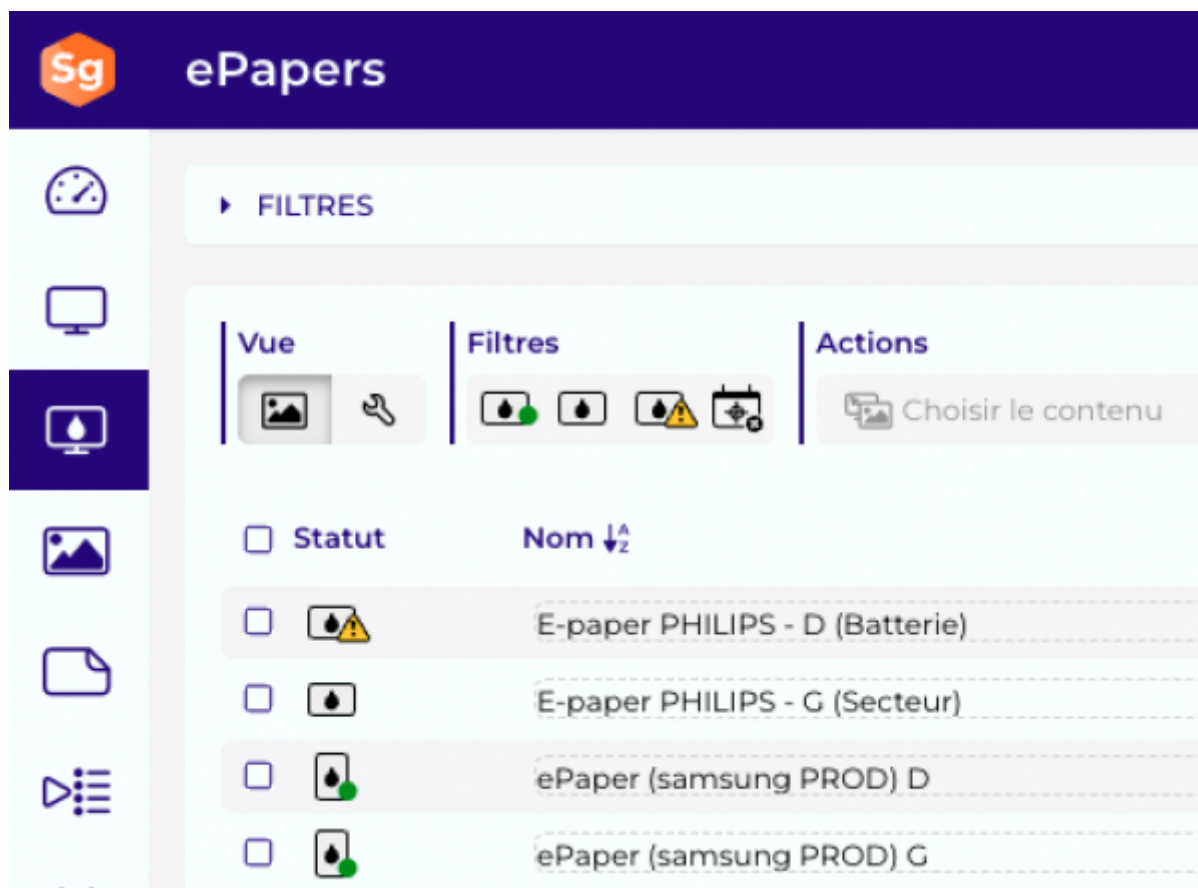 Sg ePapers
FILTRES
Vue Filtres Actions
Choisir le contenu
Statut Nom
E-paper PHILIPS - D (Batterie)
E-paper PHILIPS - G (Secteur)
ePaper (samsung PROD) D
ePaper (samsung PROD) G